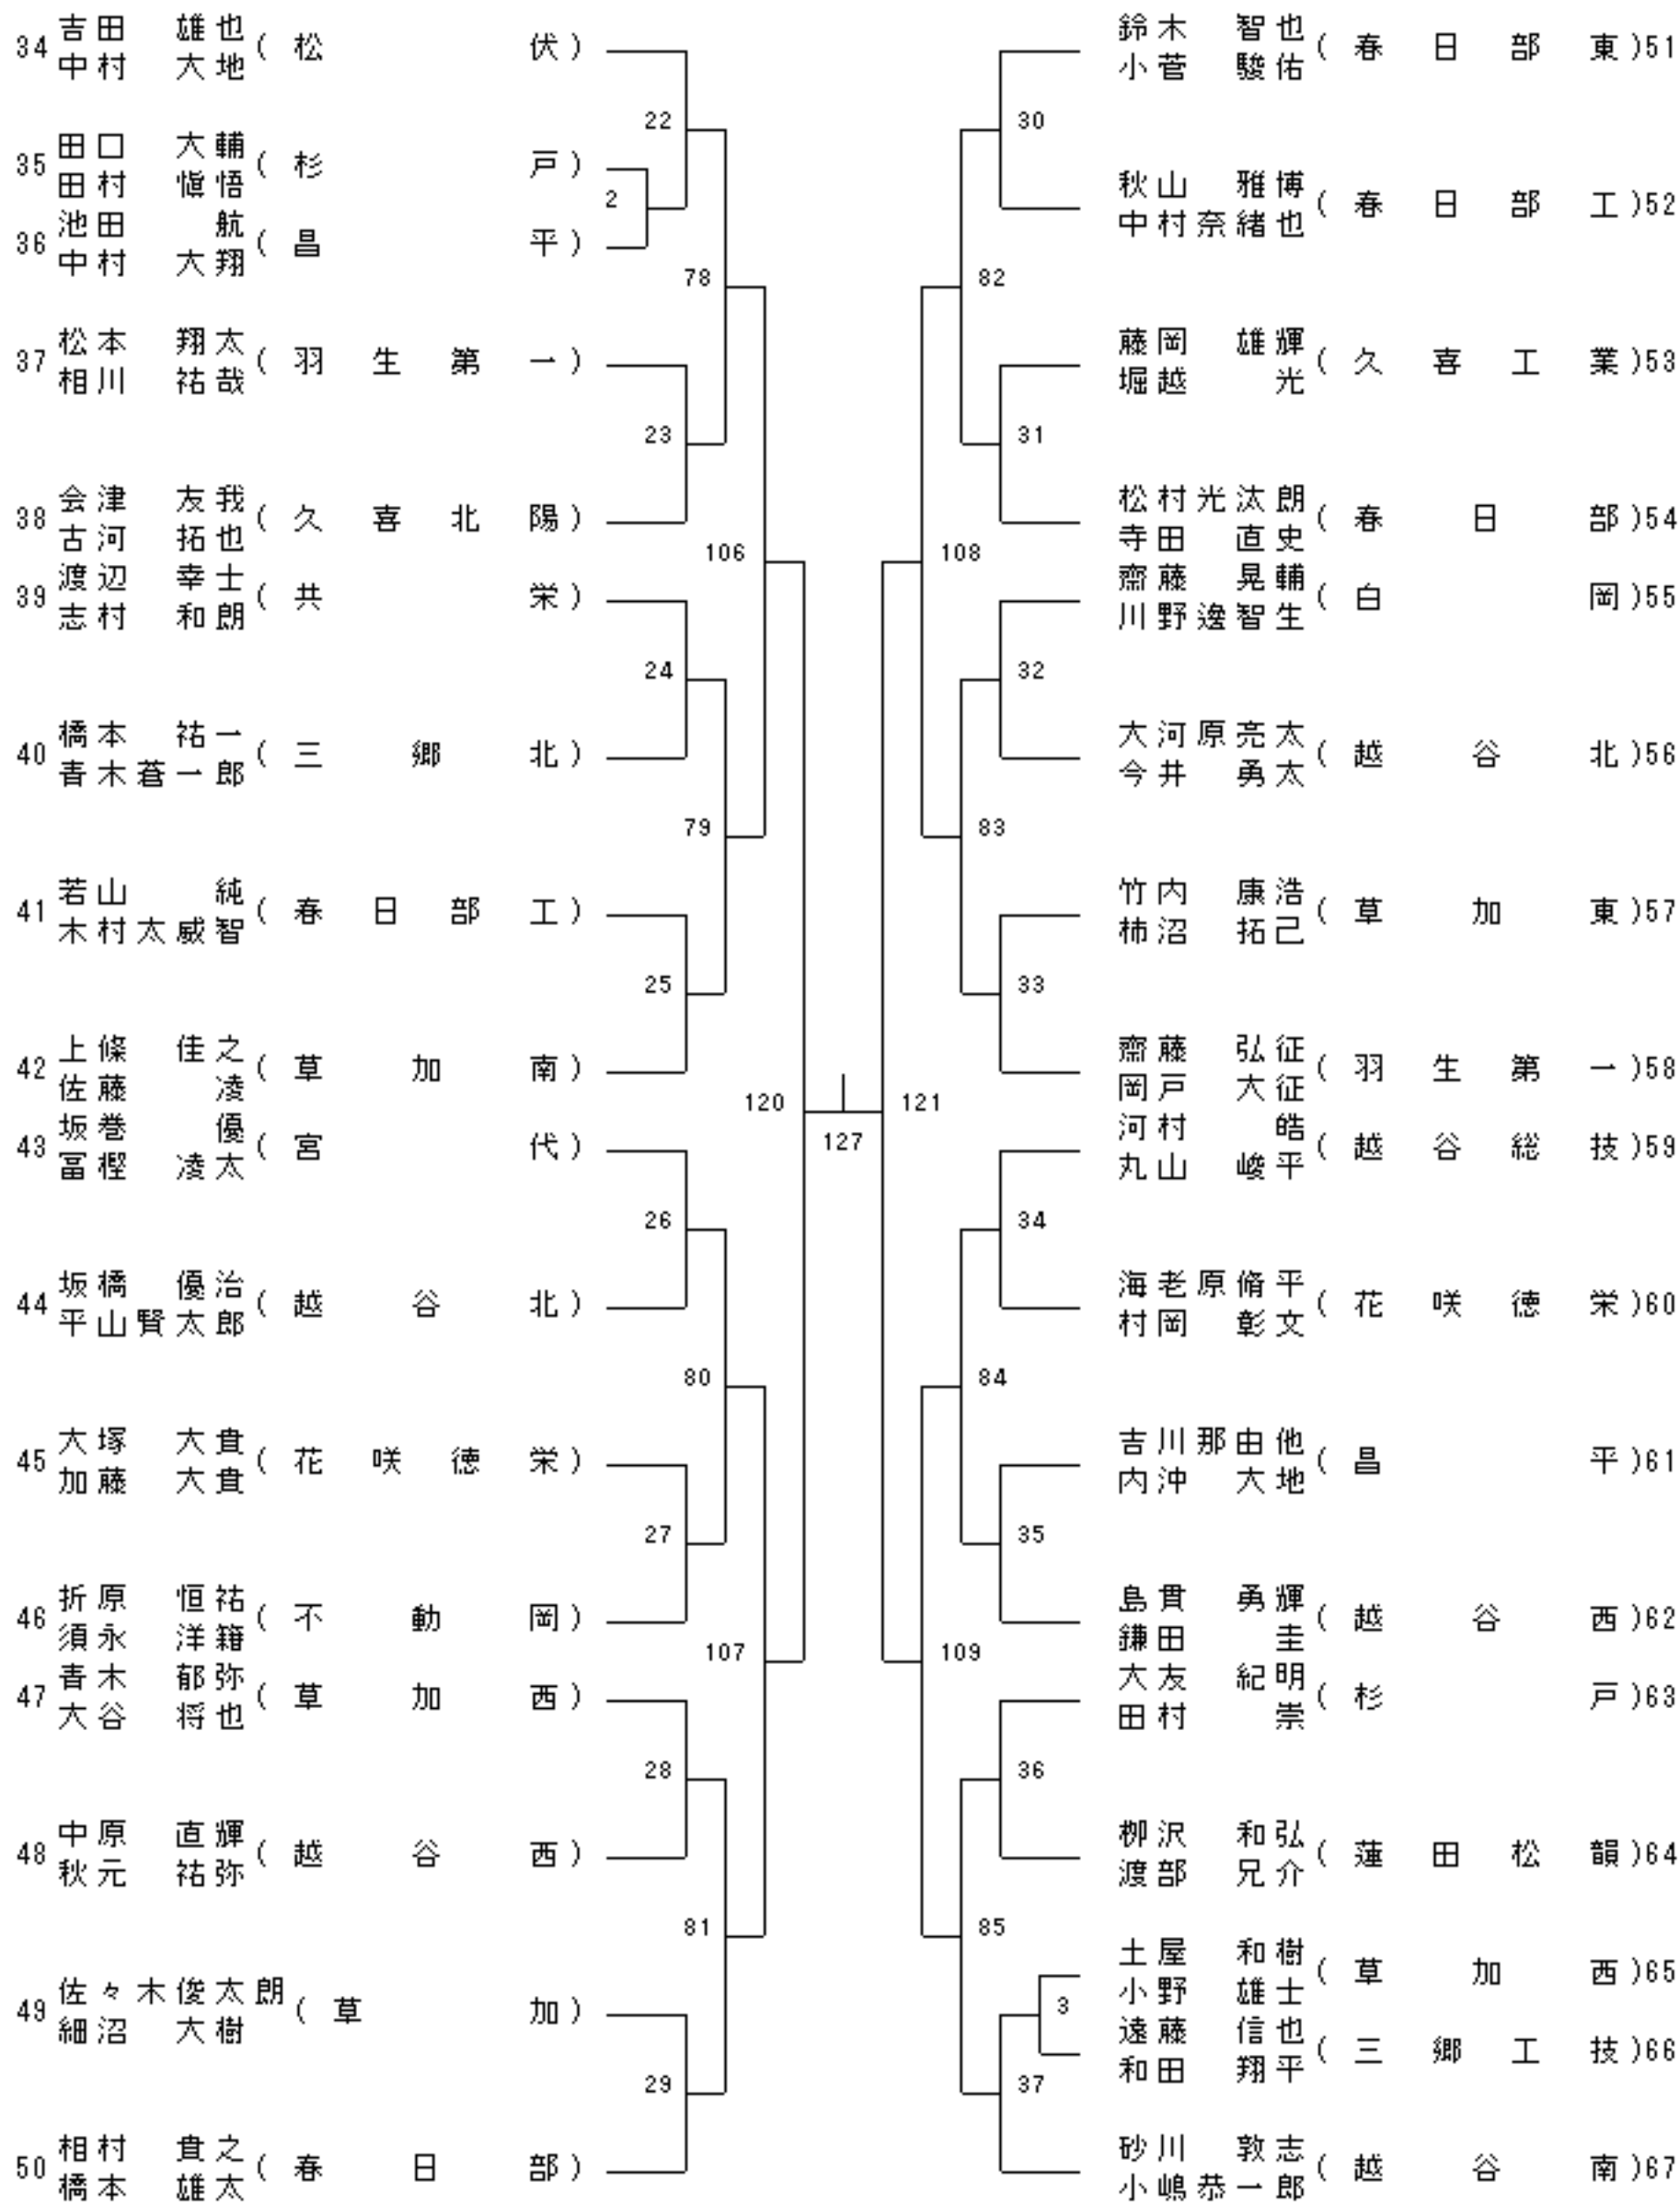 吉田 雄也
34 (松伏)
中村 大地
22
田口 大輔
35 (杉戸)
田村 愼悟
2
池田 航
36 (昌平)
中村 大翔
78
松本 翔太
37 (羽生第一)
相川 祐哉
23
会津 友我
38 (久喜北陽)
古河 拓也
106
渡辺 幸士
39 (共栄)
志村 和朗
24
橋本 祐一
40 (三郷北)
青木蒼一郎
79
若山 純
41 (春日部工)
木村太威智
25
上條 佳之
42 (草加南)
佐藤 凌
120
坂巻 優
43 (宮代)
冨樫 凌太
26
坂橋 優治
44 (越谷北)
平山賢太郎
80
大塚 大貴
45 (花咲徳栄)
加藤 大貴
27
折原 恒祐
46 (不動岡)
須永 洋籍
107
青木 郁弥
47 (草加西)
大谷 将也
28
中原 直輝
48 (越谷西)
秋元 祐弥
81
佐々木俊太朗
49 (草加)
細沼 大樹
29
相村 貴之
50 (春日部)
橋本 雄太
127
鈴木 智也
(春日部東)51
小菅 駿佑
30
秋山 雅博
(春日部工)52
中村奈緒也
82
藤岡 雄輝
(久喜工業)53
堀越 光
31
松村光汰朗
(春日部)54
寺田 直史
108
齋藤 晃輔
(白岡)55
川野邊智生
32
大河原亮太
(越谷北)56
今井 勇太
83
竹内 康浩
(草加東)57
柿沼 拓己
33
齋藤 弘征
(羽生第一)58
岡戸 大征
121
河村 皓
(越谷総技)59
丸山 峻平
34
海老原脩平
(花咲徳栄)60
村岡 彰文
84
吉川那由他
(昌平)61
内沖 大地
35
島貫 勇輝
(越谷西)62
鎌田 圭
109
大友 紀明
(杉戸)63
田村 崇
36
栁沢 和弘
(蓮田松韻)64
渡部 兄介
85
土屋 和樹
(草加西)65
小野 雄士
3
遠藤 信也
(三郷工技)66
和田 翔平
37
砂川 敦志
(越谷南)67
小嶋恭一郎